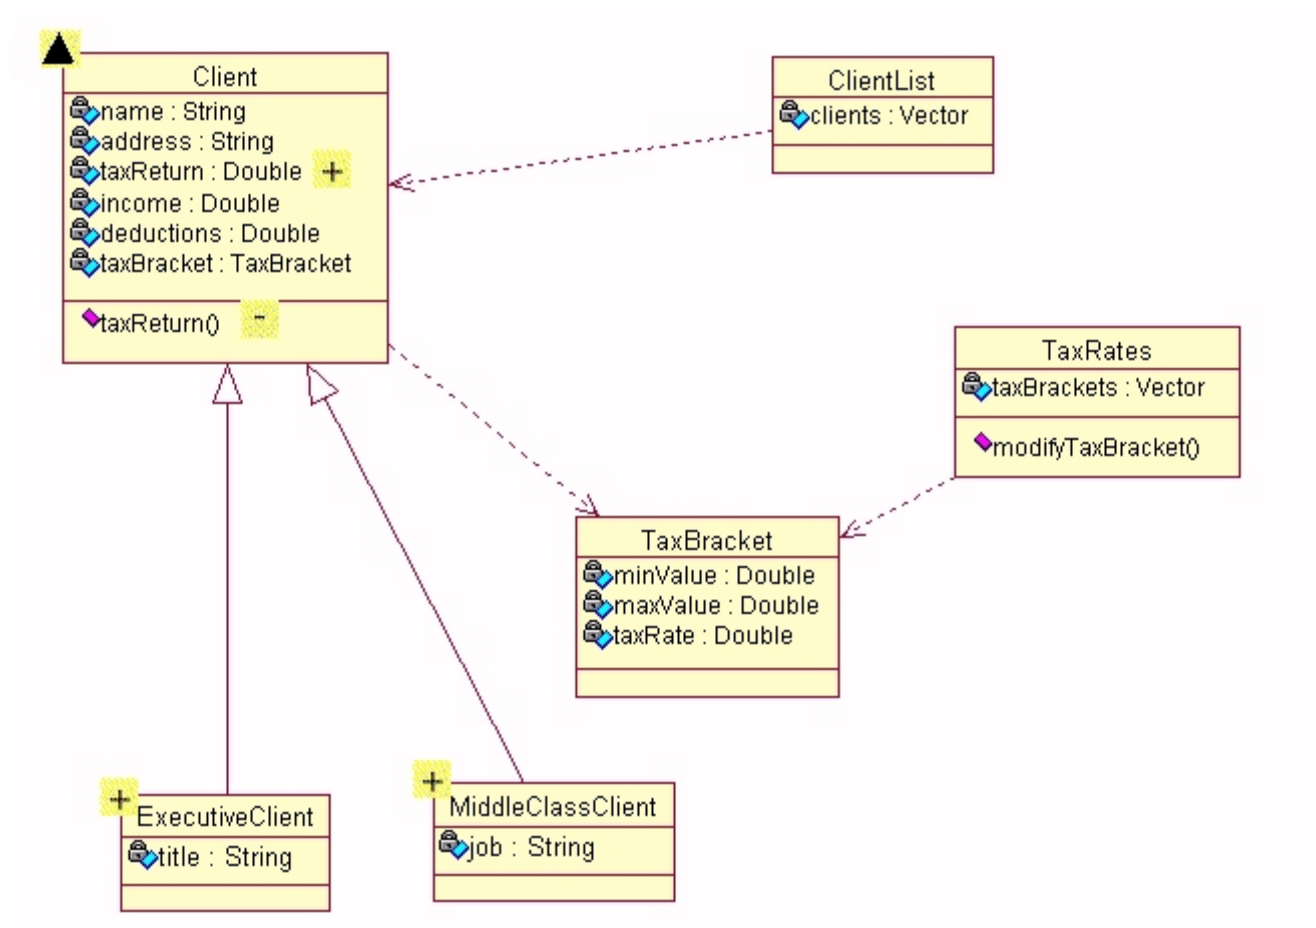 Client
name : String
address : String
taxReturn : Double +
income : Double
deductions : Double
taxBracket : TaxBracket
taxReturn() -
ClientList
clients : Vector
TaxRates
taxBrackets : Vector
modifyTaxBracket()
TaxBracket
minValue : Double
maxValue : Double
taxRate : Double
+
ExecutiveClient
title : String
+
MiddleClassClient
job : String